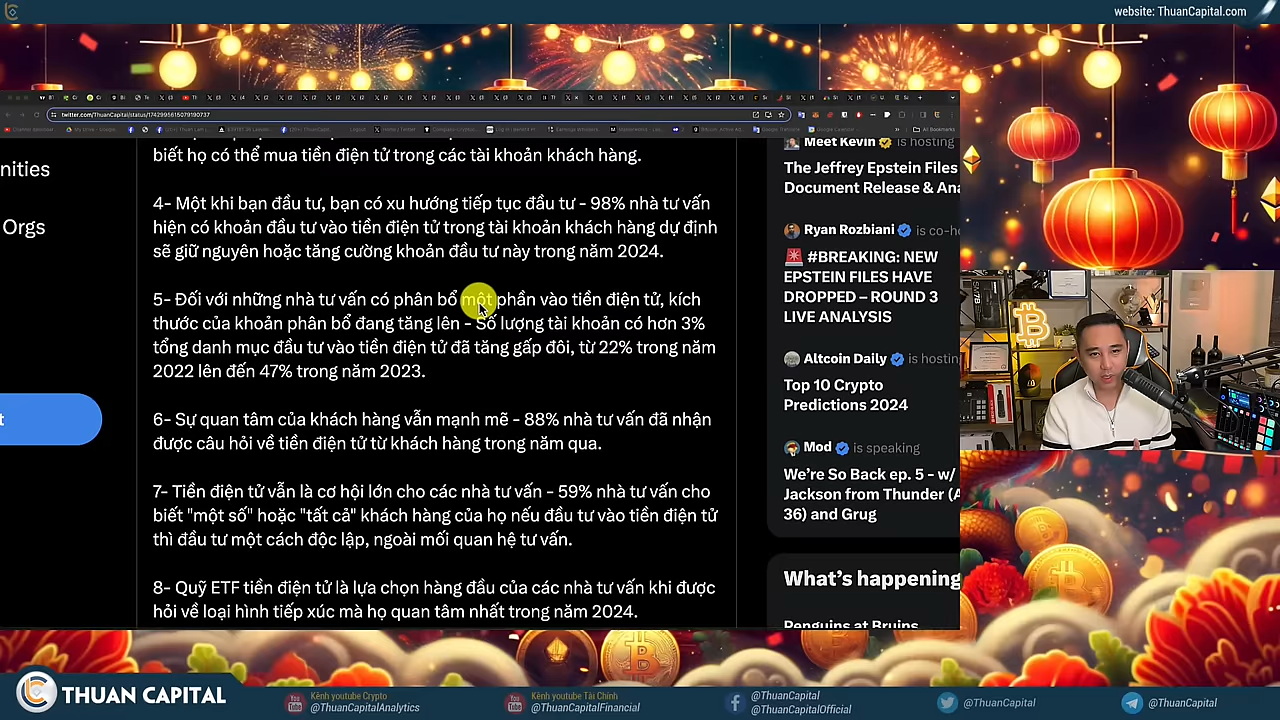 website: ThuanCapital.com
twitter.com/ThuanCapital/status/1742995615079190737
All Bookmarks
nities
Orgs
t
biết họ có thể mua tiền điện tử trong các tài khoản khách hàng.
4- Một khi bạn đầu tư, bạn có xu hướng tiếp tục đầu tư - 98% nhà tư vấn
hiện có khoản đầu tư vào tiền điện tử trong tài khoản khách hàng dự định
sẽ giữ nguyên hoặc tăng cường khoản đầu tư này trong năm 2024.
5- Đối với những nhà tư vấn có phân bổ một phần vào tiền điện tử, kích
thước của khoản phân bổ đang tăng lên - Số lượng tài khoản có hơn 3%
tổng danh mục đầu tư vào tiền điện tử đã tăng gấp đôi, từ 22% trong năm
2022 lên đến 47% trong năm 2023.
6- Sự quan tâm của khách hàng vẫn mạnh mẽ - 88% nhà tư vấn đã nhận
được câu hỏi về tiền điện tử từ khách hàng trong năm qua.
7- Tiền điện tử vẫn là cơ hội lớn cho các nhà tư vấn - 59% nhà tư vấn cho
biết "một số" hoặc "tất cả" khách hàng của họ nếu đầu tư vào tiền điện tử
thì đầu tư một cách độc lập, ngoài mối quan hệ tư vấn.
8- Quỹ ETF tiền điện tử là lựa chọn hàng đầu của các nhà tư vấn khi được
hỏi về loại hình tiếp xúc mà họ quan tâm nhất trong năm 2024.
Meet Kevin is hosting
The Jeffrey Epstein Files
Document Release & Ana
Ryan Rozbiani is co-ho
#BREAKING: NEW
EPSTEIN FILES HAVE
DROPPED – ROUND 3
LIVE ANALYSIS
Altcoin Daily is hostin
Top 10 Crypto
Predictions 2024
Mod is speaking
We're So Back ep. 5 - w/
Jackson from Thunder (A
36) and Grug
What's happening
Penguins at Bruins
THUAN CAPITAL
Kênh youtube Crypto
@ThuanCapitalAnalytics
Kênh youtube Tài Chính
@ThuanCapitalFinancial
@ThuanCapital
@ThuanCapitalOfficial
@ThuanCapital
@ThuanCapital